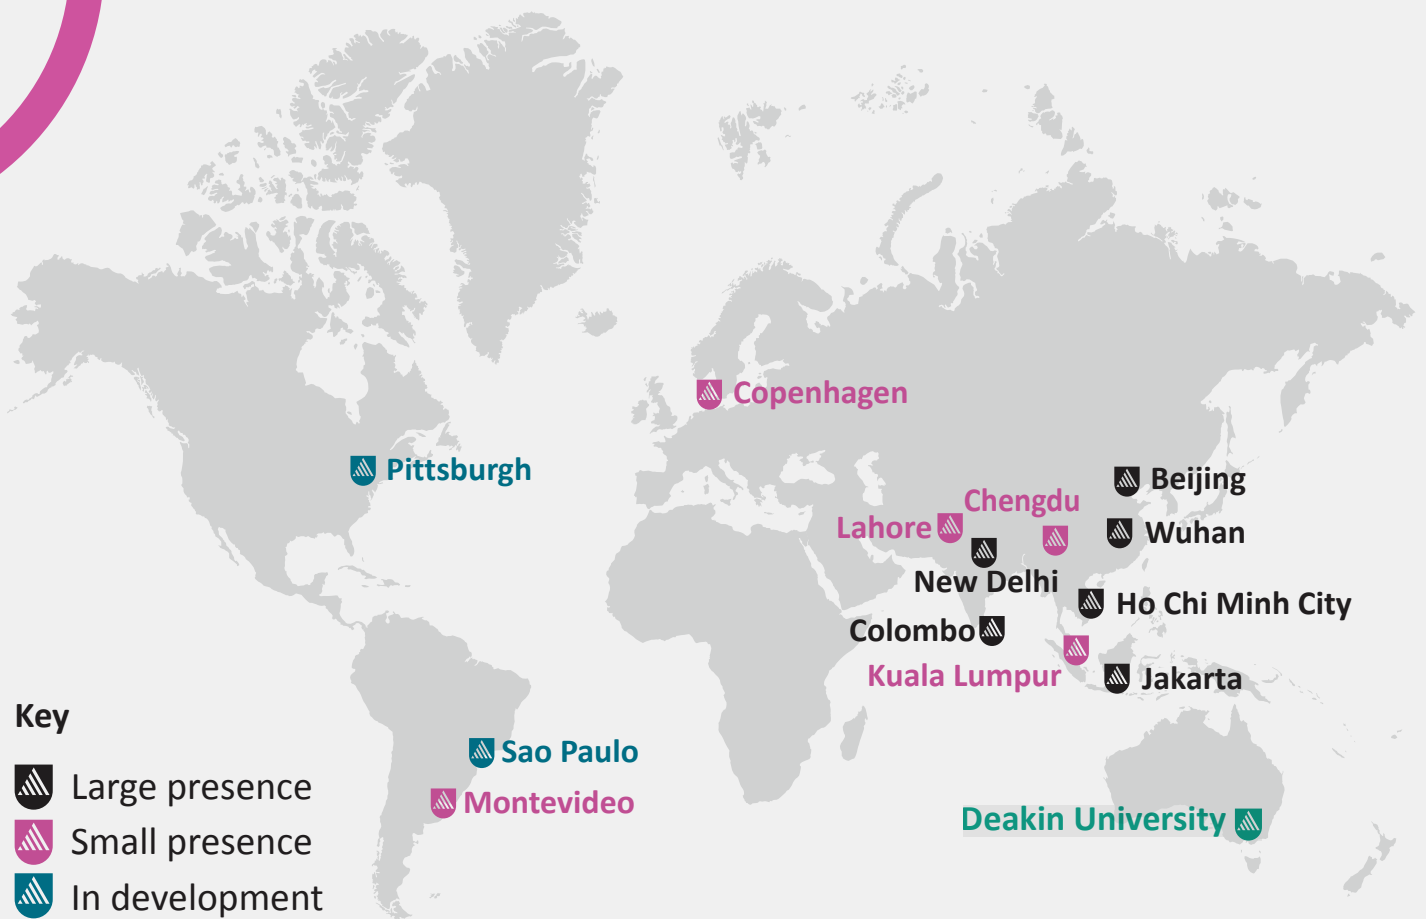 Copenhagen
Pittsburgh
Beijing
Chengdu
Lahore
Wuhan
New Delhi
Ho Chi Minh City
Colombo
Kuala Lumpur
Jakarta
Sao Paulo
Montevideo
Deakin University
Key
Large presence
Small presence
In development